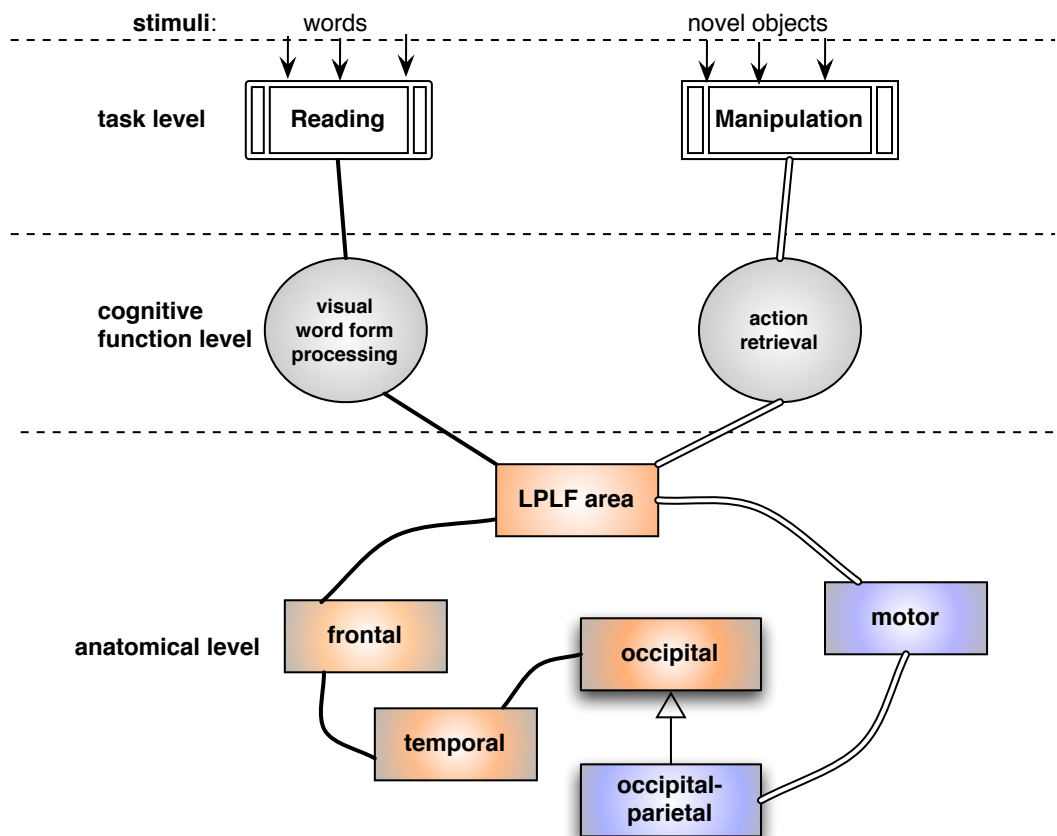 stimuli: words novel objects
task level Reading Manipulation
cognitive
function level
visual
word form
processing
action
retrieval
LPLF area
anatomical level
frontal
occipital
motor
temporal
occipital-
parietal